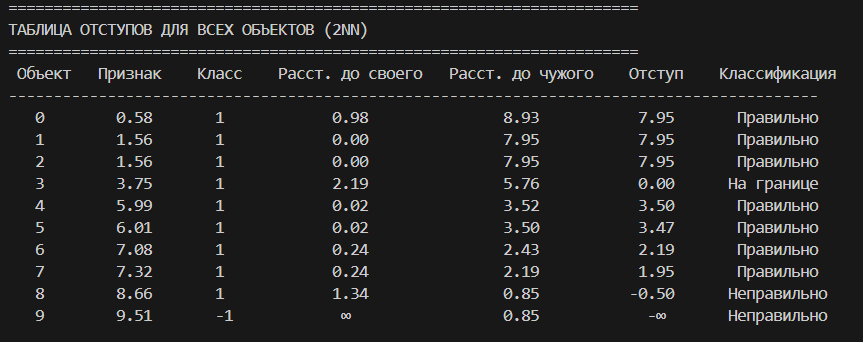 ======================================================================
ТАБЛИЦА ОТСТУПОВ ДЛЯ ВСЕХ ОБЪЕКТОВ (2NN)
======================================================================
Объект Признак Класс Расст. до своего Расст. до чужого Отступ Классификация
------------------------------------------------------------------------------------------
0 0.58 1 0.98 8.93 7.95 Правильно
1 1.56 1 0.00 7.95 7.95 Правильно
2 1.56 1 0.00 7.95 7.95 Правильно
3 3.75 1 2.19 5.76 0.00 На границе
4 5.99 1 0.02 3.52 3.50 Правильно
5 6.01 1 0.02 3.50 3.47 Правильно
6 7.08 1 0.24 2.43 2.19 Правильно
7 7.32 1 0.24 2.19 1.95 Правильно
8 8.66 1 1.34 0.85 -0.50 Неправильно
9 9.51 -1 ∞ 0.85 -∞ Неправильно